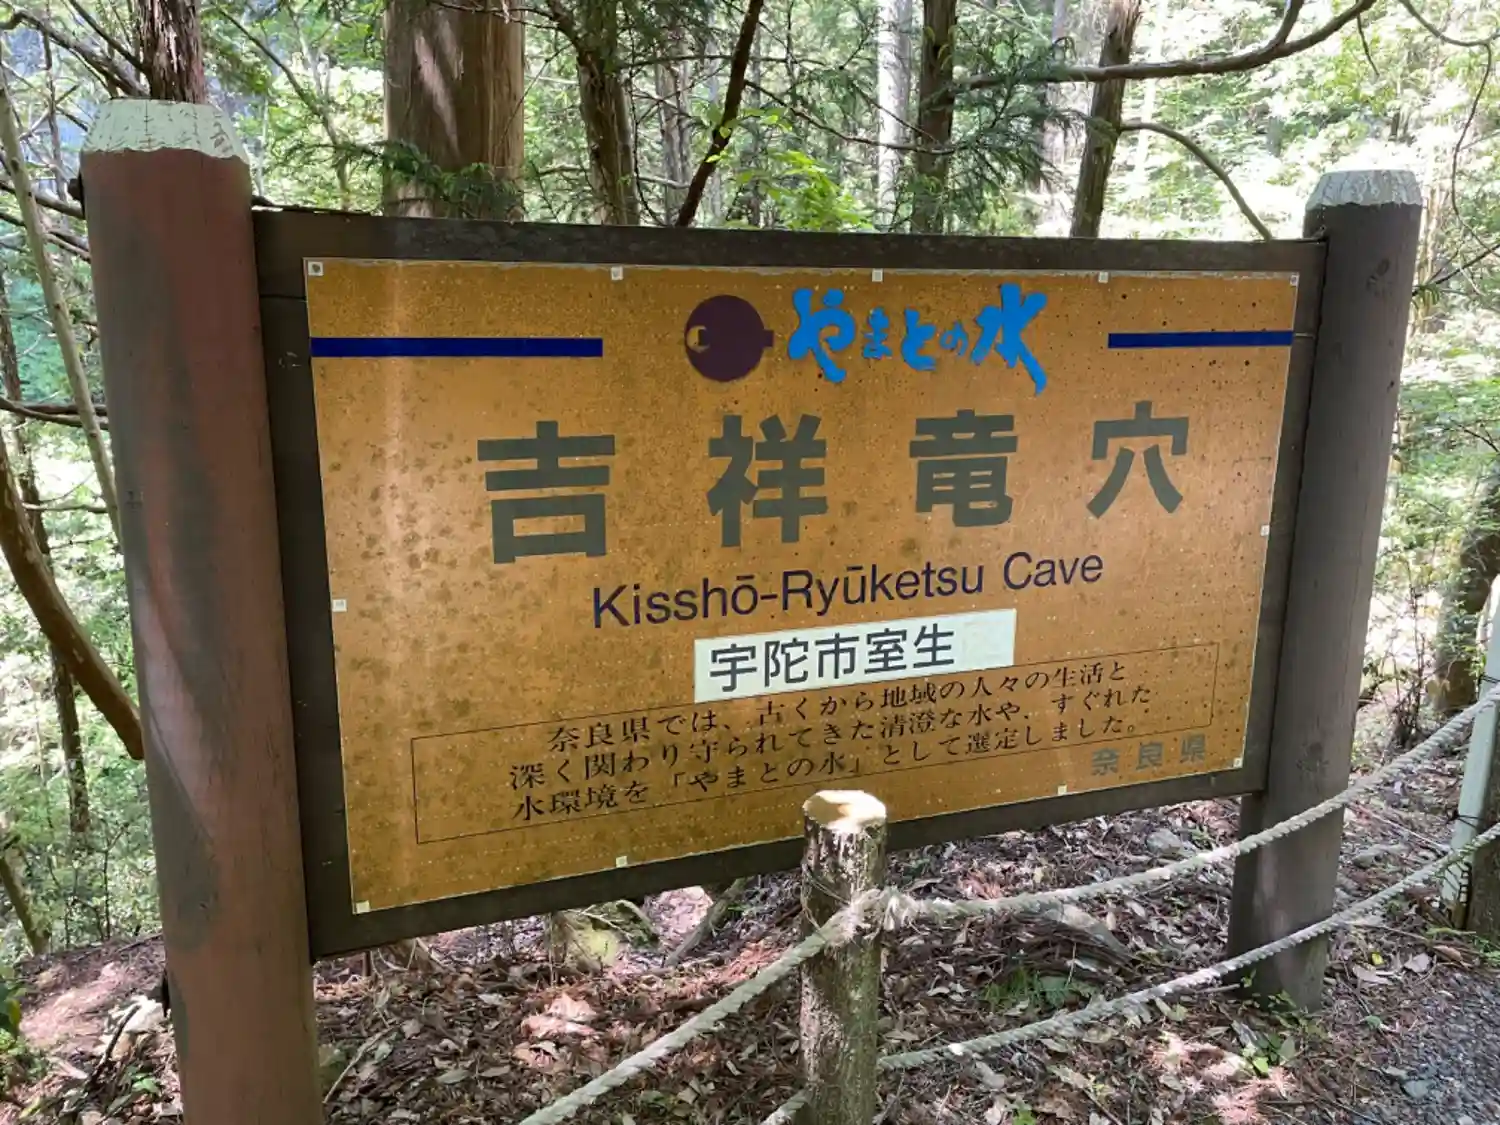 やまとの水
吉祥竜穴
Kisshō-Ryūketsu Cave
宇陀市室生
奈良県では、古くから地域の人々の生活と
深く関わり守られてきた清澄な水や、すぐれた
水環境を「やまとの水」として選定しました。
奈良県